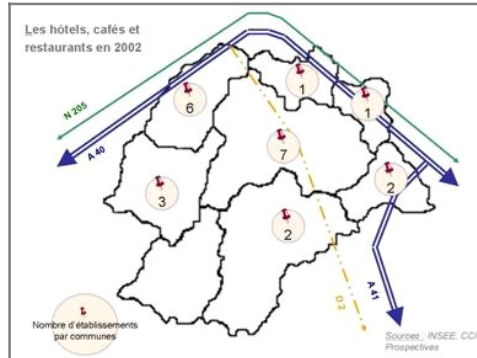 Les hôtels, cafés et
restaurants en 2002
N 205
A 40
6
1
1
7
3
2
2
D 2
A 41
Nombre d'établissements
par communes
Sources : INSEE, CCI
Prospectives